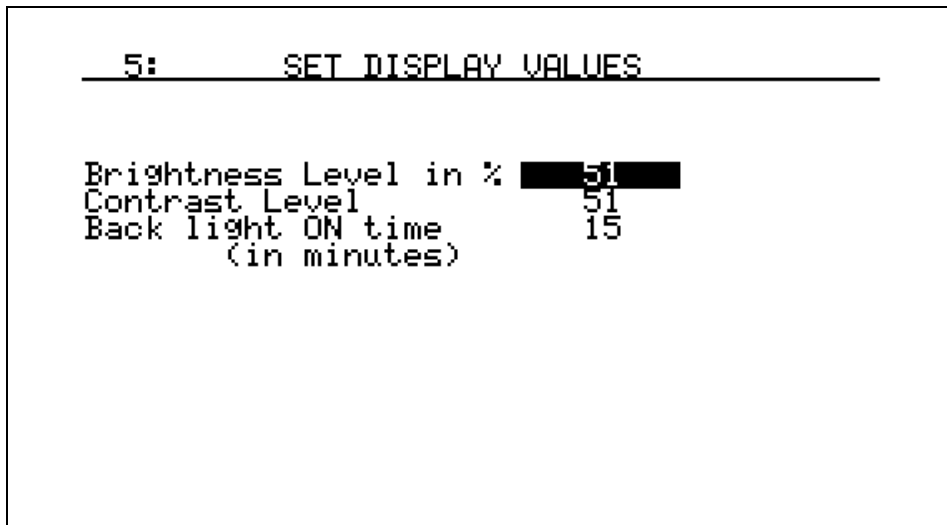 5: SET DISPLAY VALUES
Brightness Level in % 51
Contrast Level 51
Back light ON time 15
(in minutes)